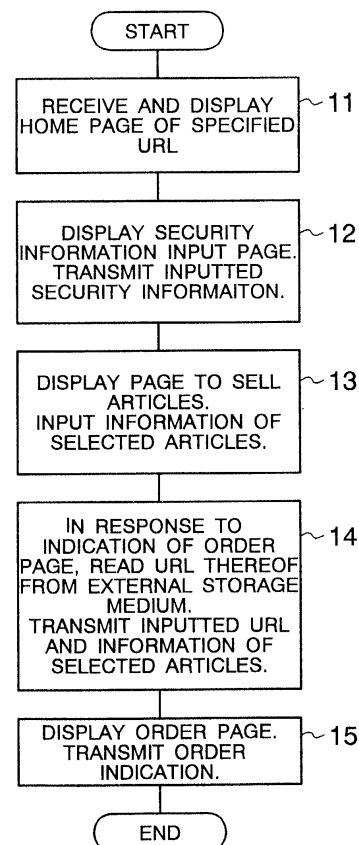 START
RECEIVE AND DISPLAY
HOME PAGE OF SPECIFIED
URL
11
DISPLAY SECURITY
INFORMATION INPUT PAGE.
TRANSMIT INPUTTED
SECURITY INFORMAITON.
12
DISPLAY PAGE TO SELL
ARTICLES.
INPUT INFORMATION OF
SELECTED ARTICLES.
13
IN RESPONSE TO
INDICATION OF ORDER
PAGE, READ URL THEREOF
FROM EXTERNAL STORAGE
MEDIUM.
TRANSMIT INPUTTED URL
AND INFORMATION OF
SELECTED ARTICLES.
14
DISPLAY ORDER PAGE.
TRANSMIT ORDER
INDICATION.
15
END